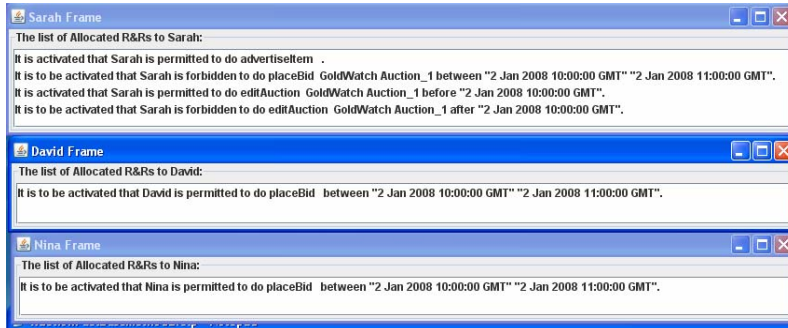 Sarah Frame
The list of Allocated R&Rs to Sarah:
It is activated that Sarah is permitted to do advertiseItem .
It is to be activated that Sarah is forbidden to do placeBid GoldWatch Auction_1 between "2 Jan 2008 10:00:00 GMT" "2 Jan 2008 11:00:00 GMT".
It is activated that Sarah is permitted to do editAuction GoldWatch Auction_1 before "2 Jan 2008 10:00:00 GMT".
It is to be activated that Sarah is forbidden to do editAuction GoldWatch Auction_1 after "2 Jan 2008 10:00:00 GMT".
David Frame
The list of Allocated R&Rs to David:
It is to be activated that David is permitted to do placeBid between "2 Jan 2008 10:00:00 GMT" "2 Jan 2008 11:00:00 GMT".
Nina Frame
The list of Allocated R&Rs to Nina:
It is to be activated that Nina is permitted to do placeBid between "2 Jan 2008 10:00:00 GMT" "2 Jan 2008 11:00:00 GMT".